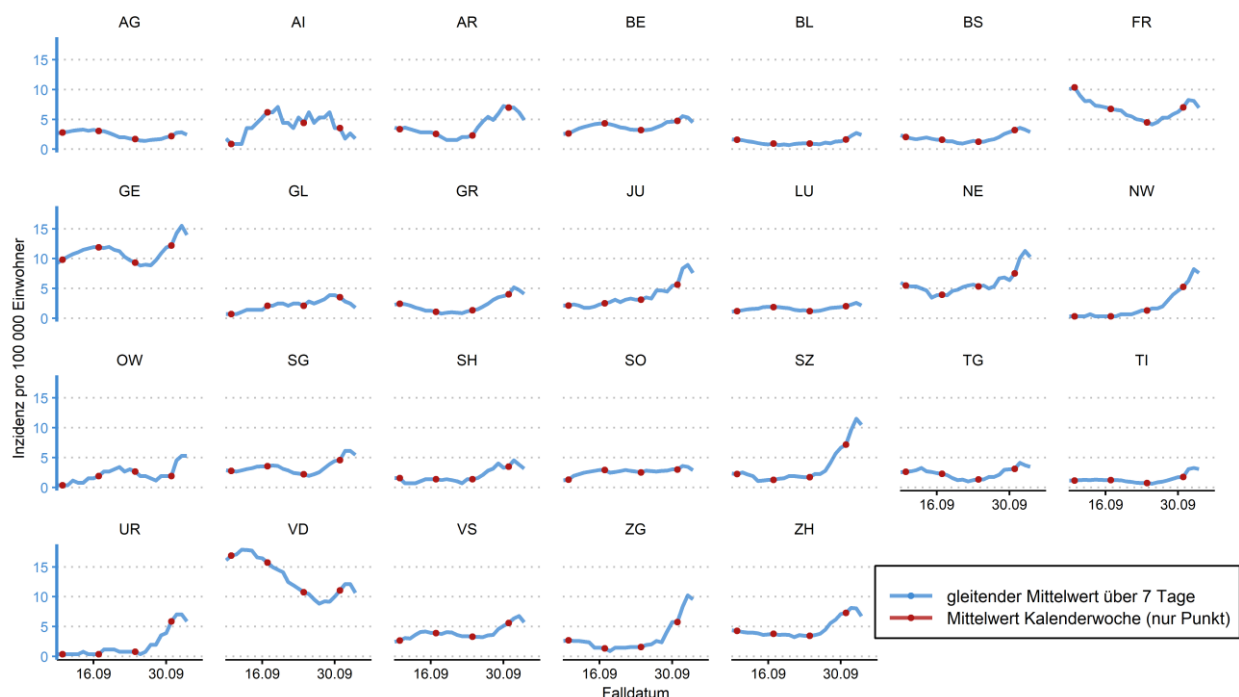 AG AI AR BE BL BS FR
15
10
5
0
GE GL GR JU LU NE NW
15
10
5
0
OW SG SH SO SZ TG TI
15
10
5
0
16.09 30.09 16.09 30.09
UR VD VS ZG ZH
15
10
5
0
16.09 30.09 16.09 30.09 16.09 30.09 16.09 30.09 16.09 30.09
Inzidenz pro 100 000 Einwohner
Falldatum
gleitender Mittelwert über 7 Tage
Mittelwert Kalenderwoche (nur Punkt)